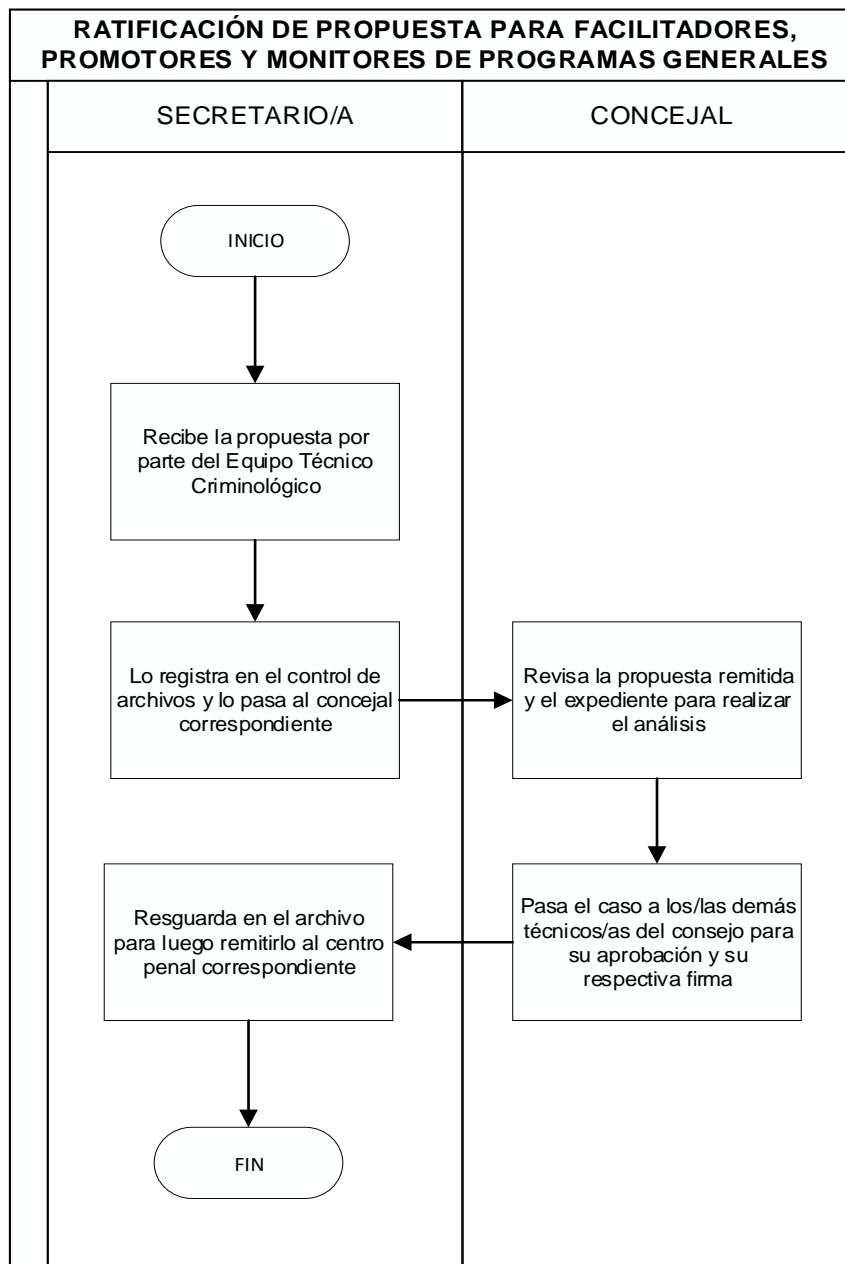 RATIFICACIÓN DE PROPUESTA PARA FACILITADORES,
PROMOTORES Y MONITORES DE PROGRAMAS GENERALES
SECRETARIO/A
CONCEJAL
INICIO
Recibe la propuesta por
parte del Equipo Técnico
Criminológico
Lo registra en el control de
archivos y lo pasa al concejal
correspondiente
Revisa la propuesta remitida
y el expediente para realizar
el análisis
Pasa el caso a los/las demás
técnicos/as del consejo para
su aprobación y su
respectiva firma
Resguarda en el archivo
para luego remitirlo al centro
penal correspondiente
FIN